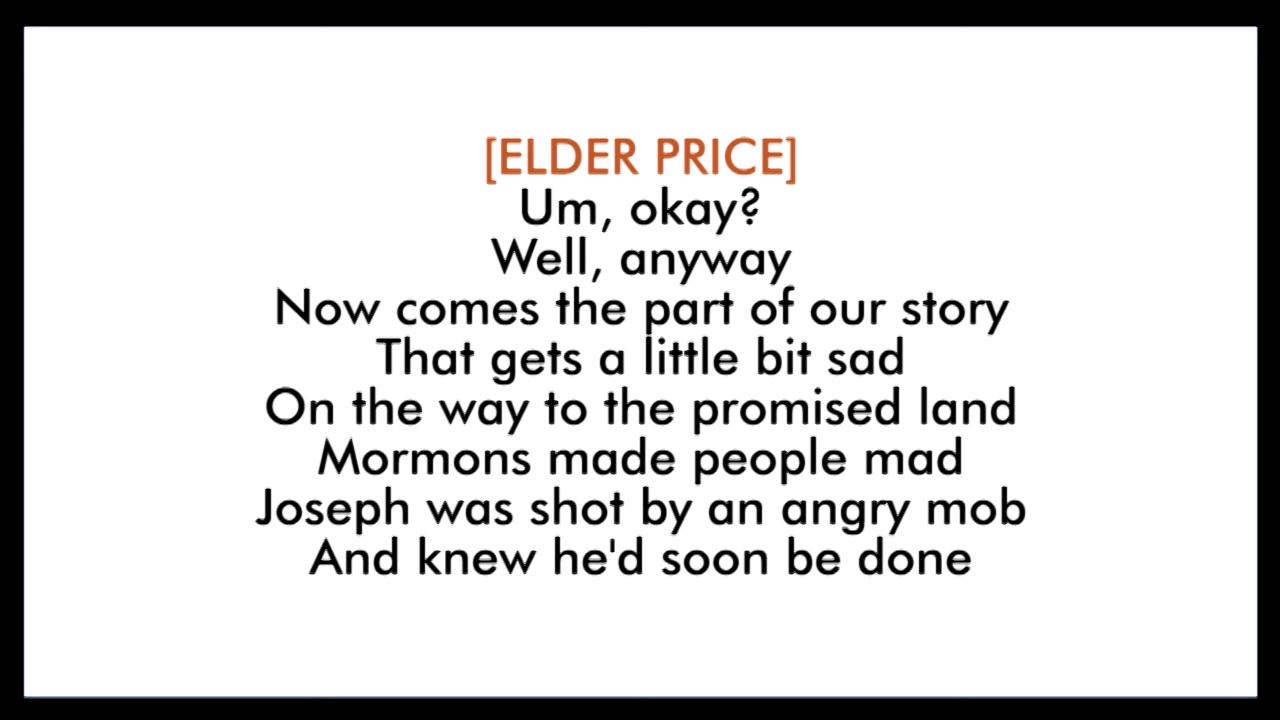 [ELDER PRICE]
Um, okay?
Well, anyway
Now comes the part of our story
That gets a little bit sad
On the way to the promised land
Mormons made people mad
Joseph was shot by an angry mob
And knew he'd soon be done